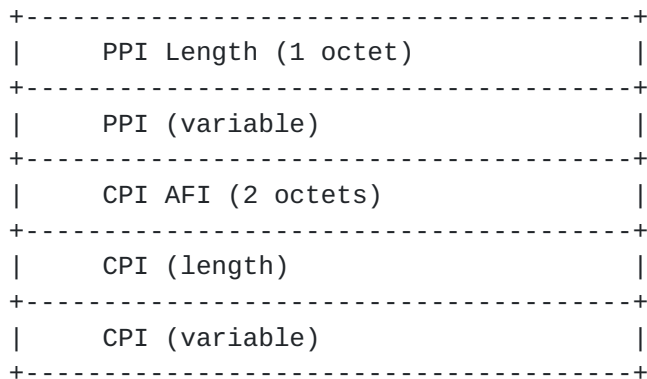 PPI Length (1 octet)
PPI (variable)
CPI AFI (2 octets)
CPI (length)
CPI (variable)